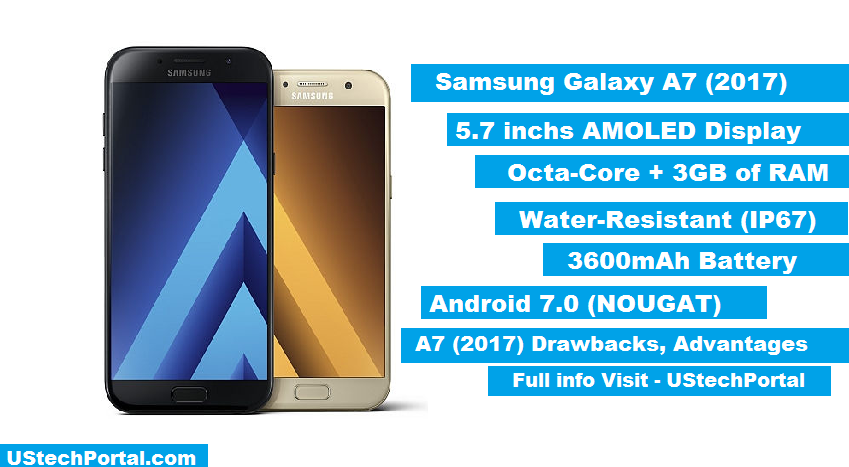 SAMSUNG
SAMSUNG
Samsung Galaxy A7 (2017)
5.7 inchs AMOLED Display
Octa-Core + 3GB of RAM
Water-Resistant (IP67)
3600mAh Battery
Android 7.0 (NOUGAT)
A7 (2017) Drawbacks, Advantages
Full info Visit - UStechPortal
UStechPortal.com